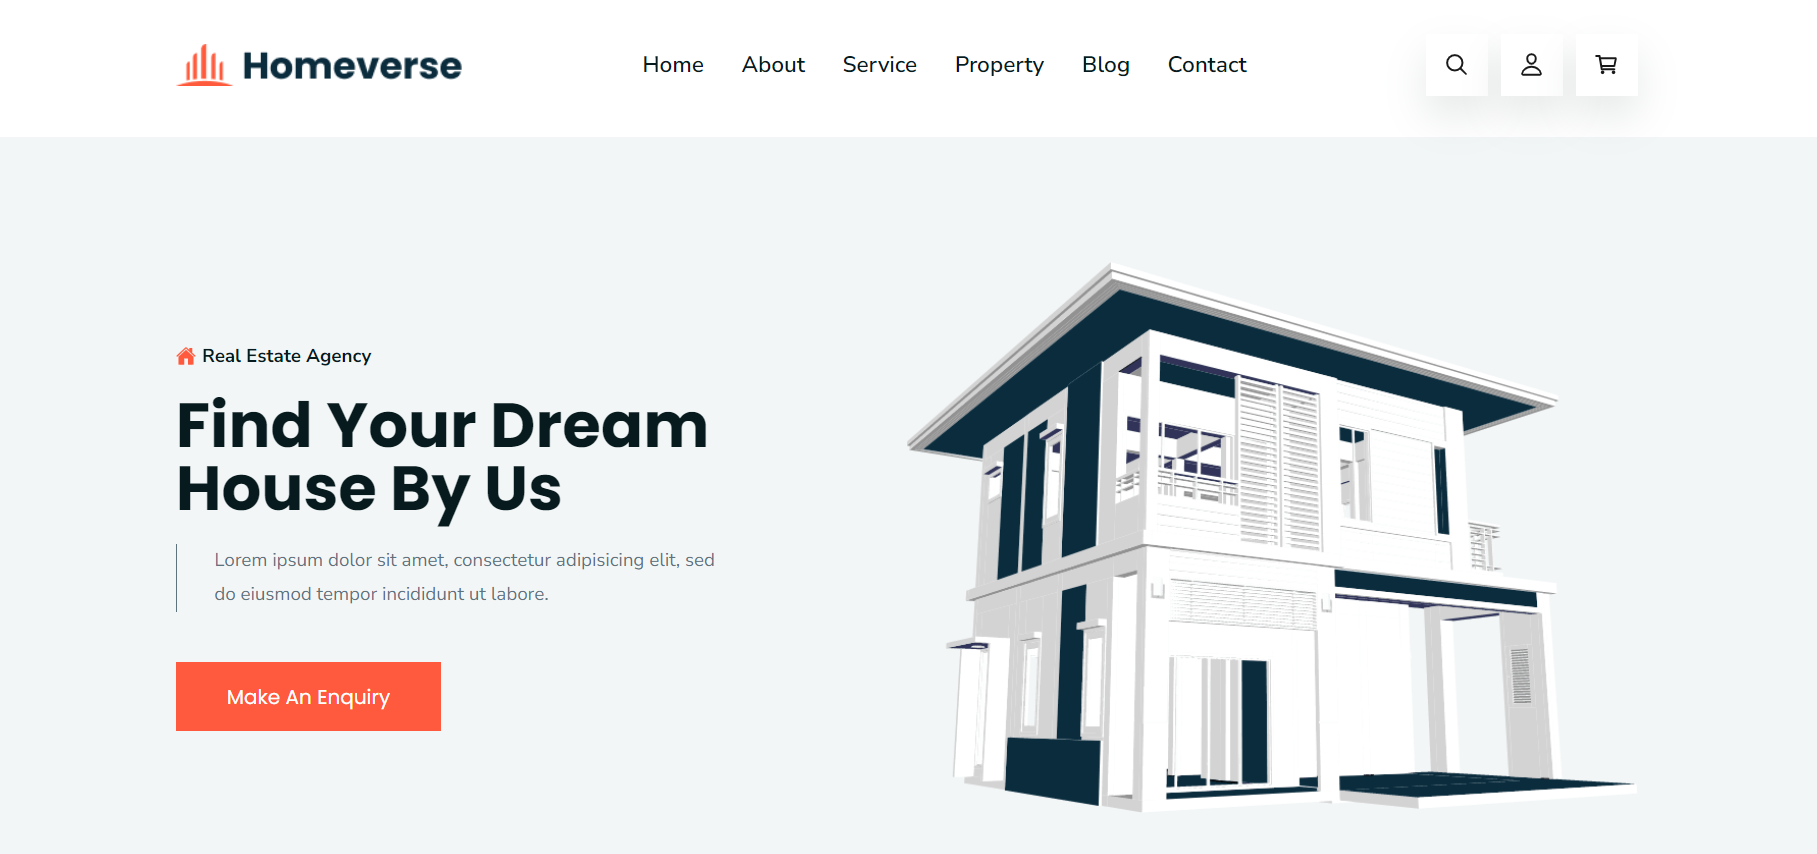 Homeverse
Home About Service Property Blog Contact
Real Estate Agency
Find Your Dream
House By Us
Lorem ipsum dolor sit amet, consectetur adipisicing elit, sed
do eiusmod tempor incididunt ut labore.
Make An Enquiry